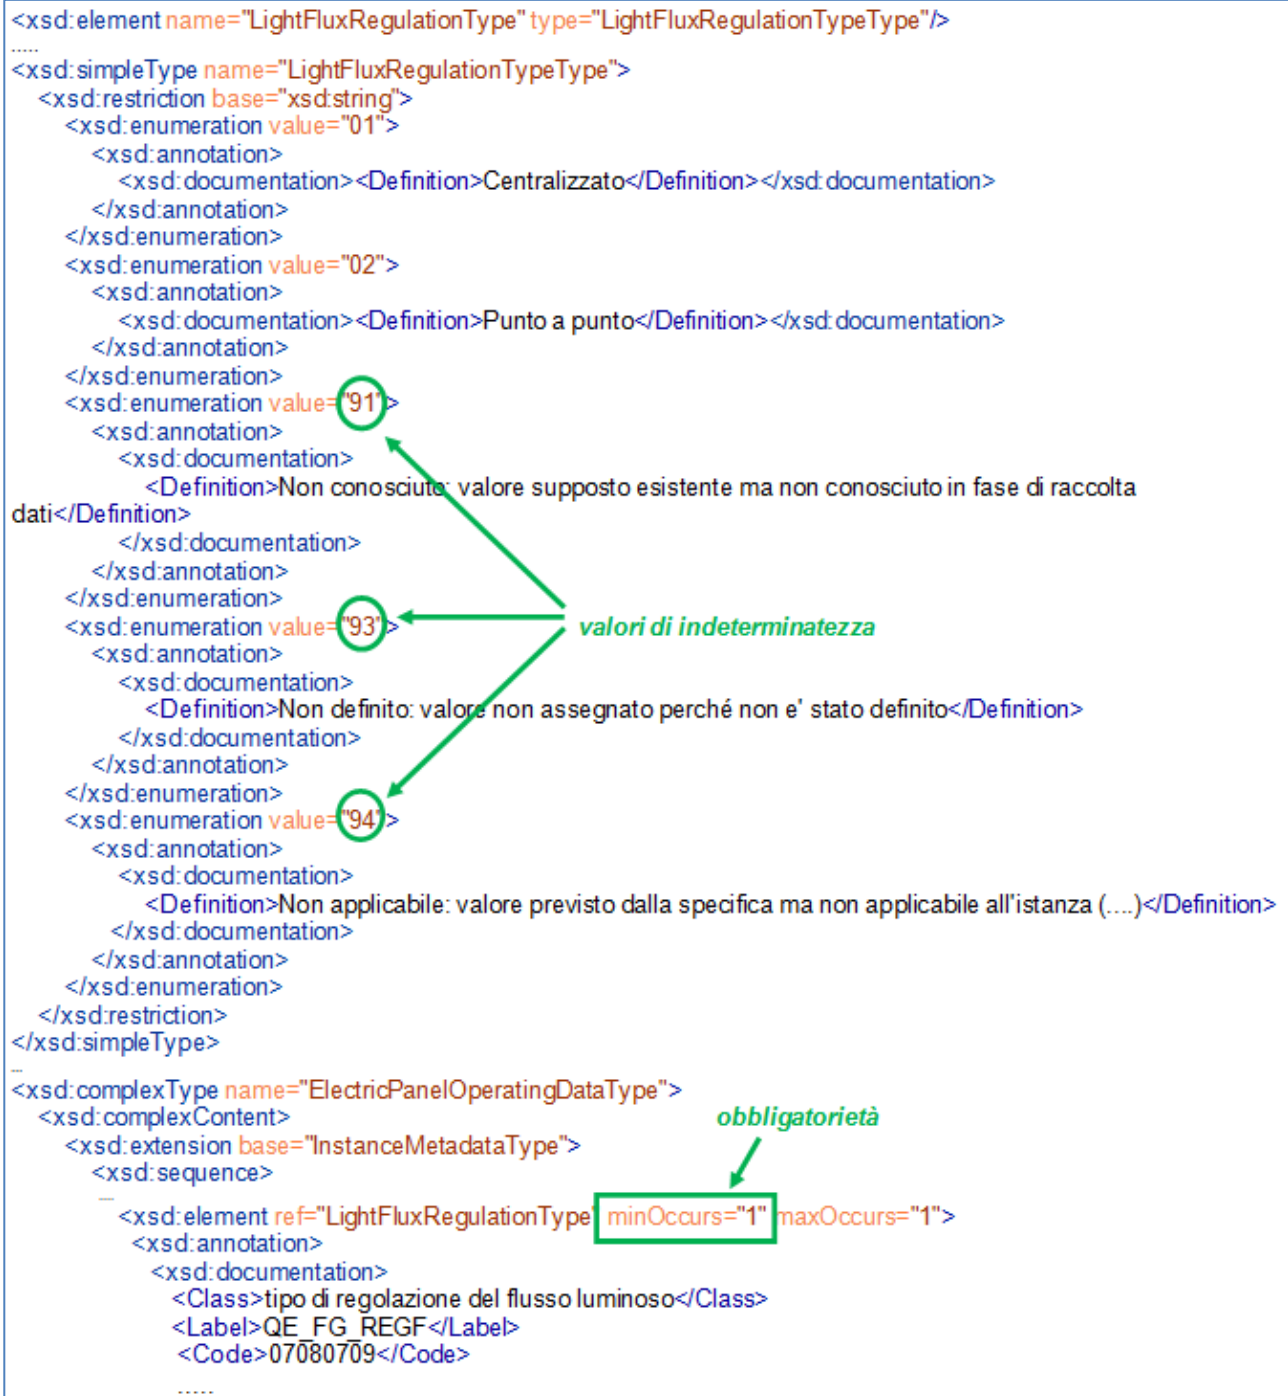 <xsd:element name="LightFluxRegulationType" type="LightFluxRegulationTypeType"/>
.....
<xsd:simpleType name="LightFluxRegulationTypeType">
<xsd:restriction base="xsd:string">
<xsd:enumeration value="01">
<xsd:annotation>
<xsd:documentation><Definition>Centralizzato</Definition></xsd:documentation>
</xsd:annotation>
</xsd:enumeration>
<xsd:enumeration value="02">
<xsd:annotation>
<xsd:documentation><Definition>Punto a punto</Definition></xsd:documentation>
</xsd:annotation>
</xsd:enumeration>
<xsd:enumeration value="91">
<xsd:annotation>
<xsd:documentation>
<Definition>Non conosciuto: valore supposto esistente ma non conosciuto in fase di raccolta
dati</Definition>
</xsd:documentation>
</xsd:annotation>
</xsd:enumeration>
<xsd:enumeration value="93">
valori di indeterminatezza
<xsd:annotation>
<xsd:documentation>
<Definition>Non definito: valore non assegnato perché non e' stato definito</Definition>
</xsd:documentation>
</xsd:annotation>
</xsd:enumeration>
<xsd:enumeration value="94">
<xsd:annotation>
<xsd:documentation>
<Definition>Non applicabile: valore previsto dalla specifica ma non applicabile all'istanza (....)</Definition>
</xsd:documentation>
</xsd:annotation>
</xsd:enumeration>
</xsd:restriction>
</xsd:simpleType>
...
<xsd:complexType name="ElectricPanelOperatingDataType">
<xsd:complexContent>
obbligatorietà
<xsd:extension base="InstanceMetadataType">
<xsd:sequence>
....
<xsd:element ref="LightFluxRegulationType" minOccurs="1" maxOccurs="1">
<xsd:annotation>
<xsd:documentation>
<Class>tipo di regolazione del flusso luminoso</Class>
<Label>QE_FG_REGF</Label>
<Code>07080709</Code>
.....